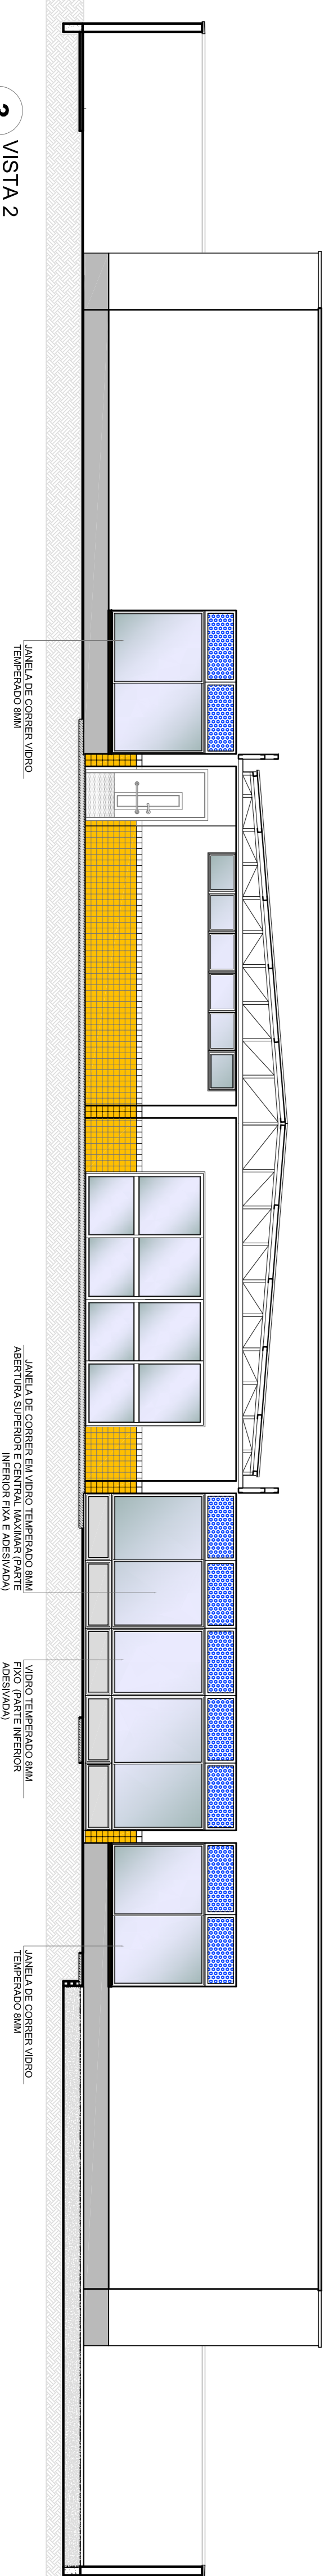 2 VISTA 2
JANELA DE CORRER VIDRO
TEMPERADO 8MM
JANELA DE CORRER EM VIDRO TEMPERADO 8MM
ABERTURA SUPERIOR E CENTRAL MAXIMAR (PARTE
INFERIOR FIXA E ADESIVADA)
VIDRO TEMPERADO 8MM
FIXO (PARTE INFERIOR
ADESIVADA)
JANELA DE CORRER VIDRO
TEMPERADO 8MM